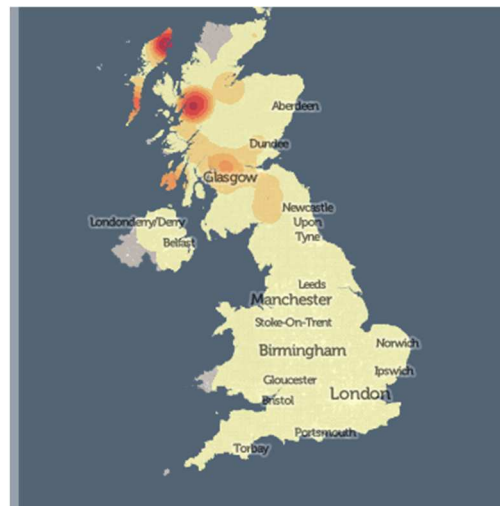 Aberdeen
Dundee
Glasgow
Newcastle
Upon
Tyne
Londonderry/Derry
Belfast
Leeds
Manchester
Stoke-On-Trent
Norwich
Birmingham
Ipswich
Gloucester
London
Bristol
Portsmouth
Torbay